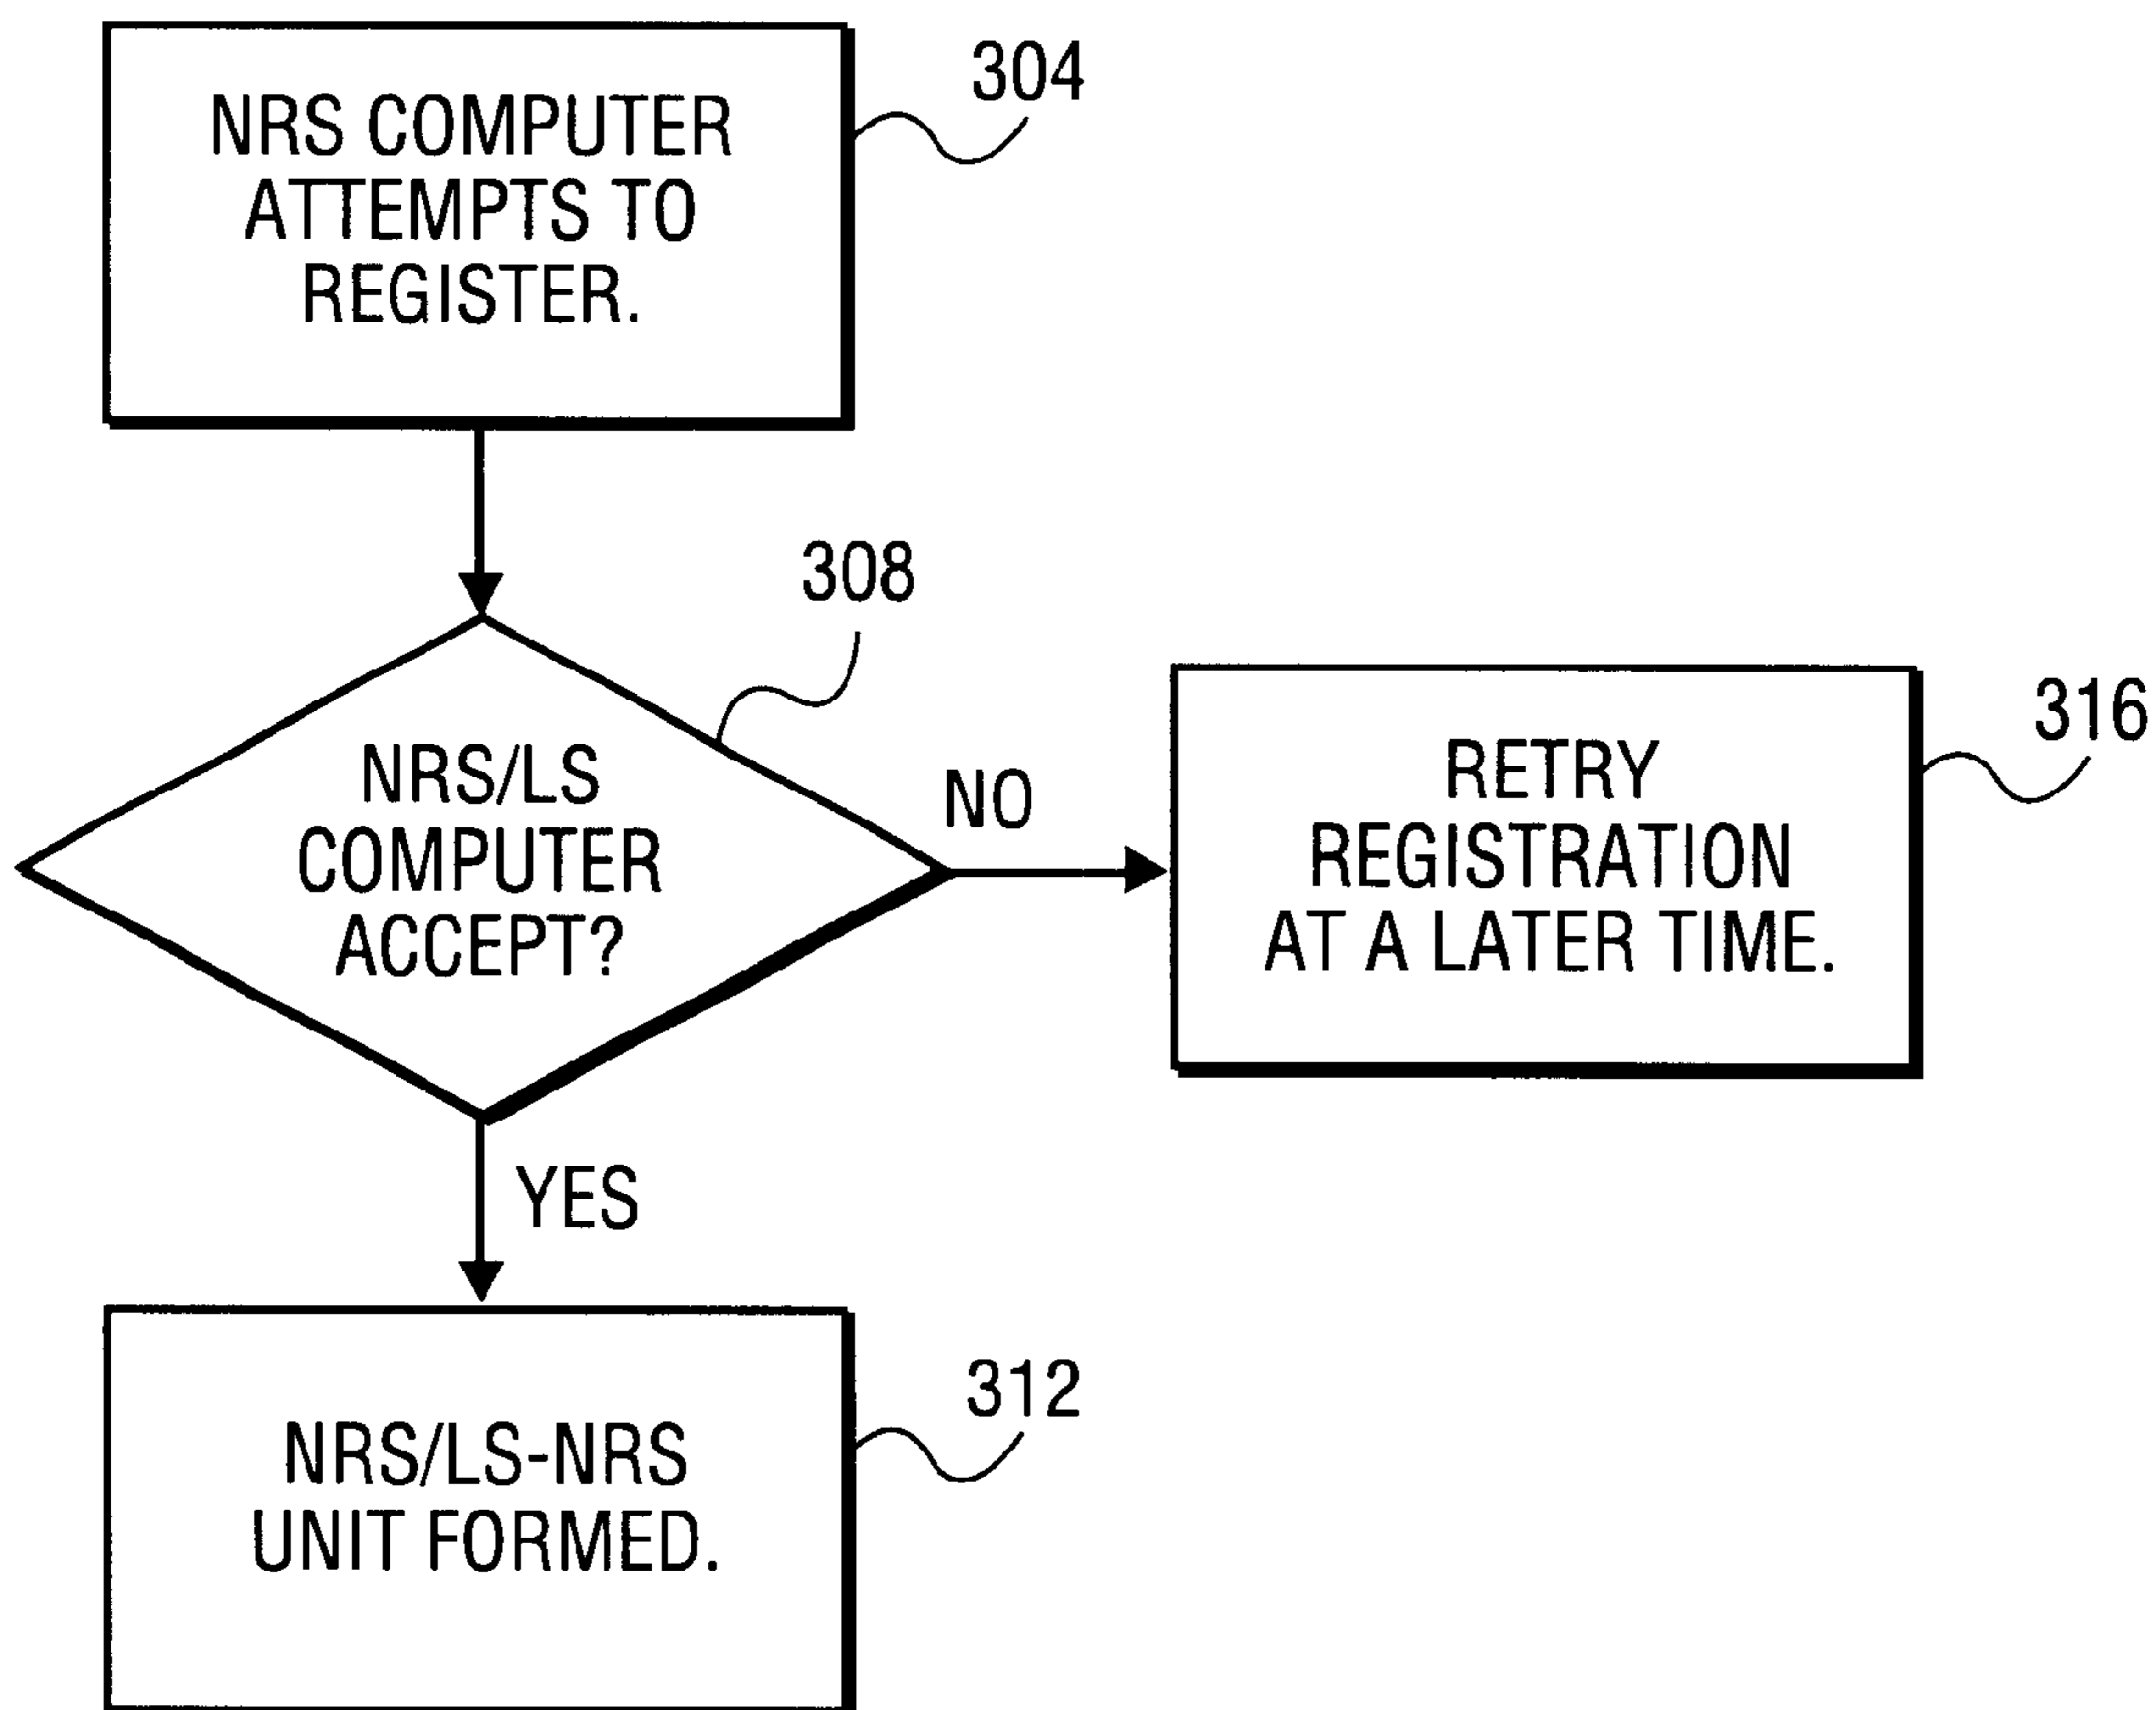 NRS COMPUTER
ATTEMPTS TO
REGISTER.
304
308
NRS/LS
COMPUTER
ACCEPT?
NO
RETRY
REGISTRATION
AT A LATER TIME.
316
YES
NRS/LS-NRS
UNIT FORMED.
312